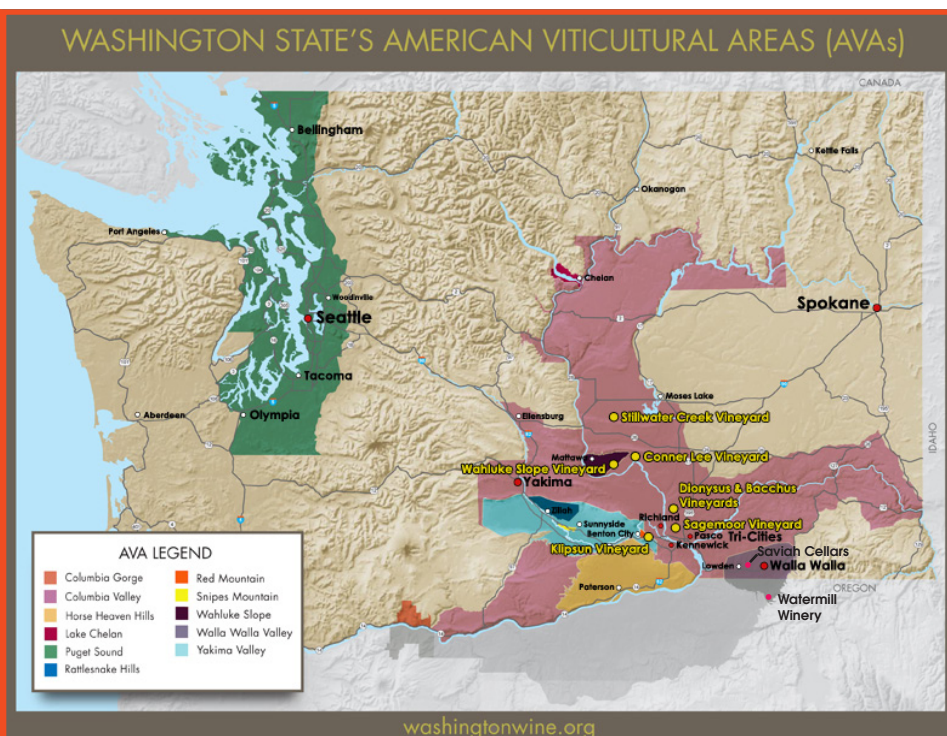 WASHINGTON STATE'S AMERICAN VITICULTURAL AREAS (AVAs)
CANADA
Bellingham
Kettle Falls
Okanogan
Port Angeles
Chelan
Woodinville
Seattle
Spokane
Tacoma
Moses Lake
Aberdeen
Olympia
Ellensburg
Stillwater Creek Vineyard
IDAHO
Mattawa
Conner Lee Vineyard
Wahluke Slope Vineyard
Yakima
Dionysus & Bacchus
Vineyards
Zillah
Richland
Sunnyside
Sagemoor Vineyard
Benton City
Pasco
Tri-Cities
Klipsun Vineyard
Kennewick
Saviah Cellars
Lowden
Walla Walla
Paterson
OREGON
Watermill
Winery
AVA LEGEND
Columbia Gorge
Columbia Valley
Horse Heaven Hills
Lake Chelan
Puget Sound
Rattlesnake Hills
Red Mountain
Snipes Mountain
Wahluke Slope
Walla Walla Valley
Yakima Valley
washingtonwine.org